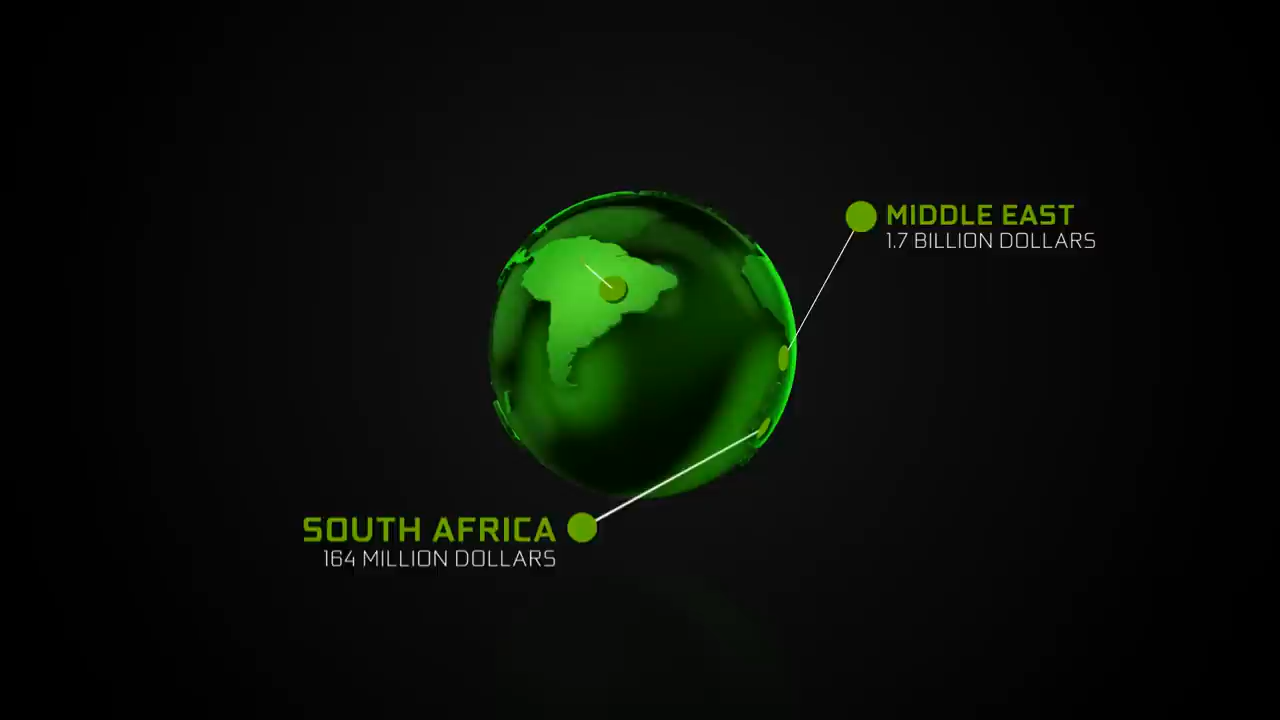 MIDDLE EAST
1.7 BILLION DOLLARS
SOUTH AFRICA
164 MILLION DOLLARS